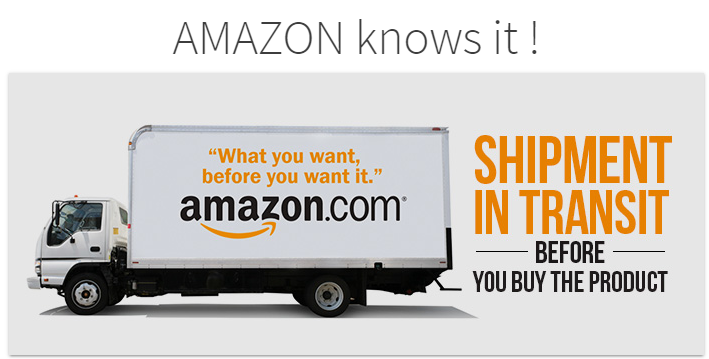 AMAZON knows it !
“What you want,
before you want it.”
amazon.com®
SHIPMENT
IN TRANSIT
BEFORE
YOU BUY THE PRODUCT